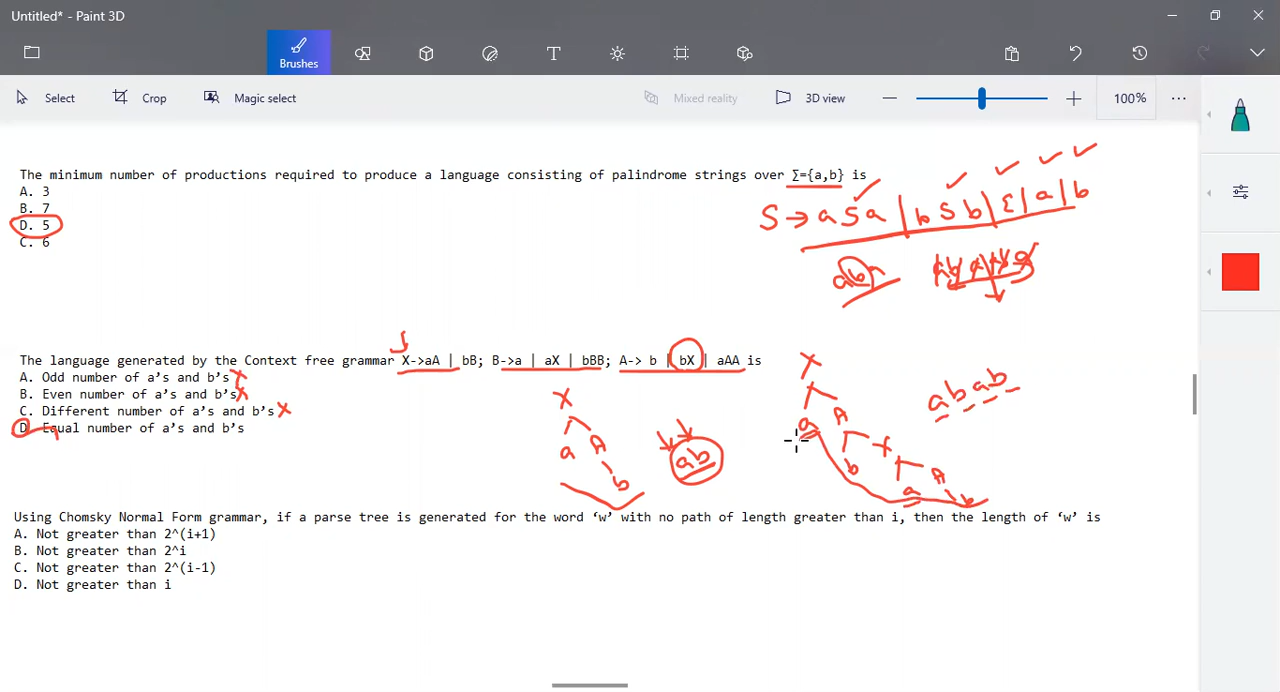 Untitled* - Paint 3D
Brushes
Select Crop Magic select Mixed reality 3D view 100%
The minimum number of productions required to produce a language consisting of palindrome strings over ∑={a,b} is
A. 3
B. 7
D. 5
C. 6
S → a S a | b S b | Ɛ | a | b
aba
The language generated by the Context free grammar X->aA | bB; B->a | aX | bBB; A-> b | bX | aAA is
A. Odd number of a's and b's x
B. Even number of a's and b's x
C. Different number of a's and b's x
D. Equal number of a's and b's
X
a A
b
ab
X
a A
b X
a A
b
abab
Using Chomsky Normal Form grammar, if a parse tree is generated for the word ‘w’ with no path of length greater than i, then the length of ‘w’ is
A. Not greater than 2^(i+1)
B. Not greater than 2^i
C. Not greater than 2^(i-1)
D. Not greater than i